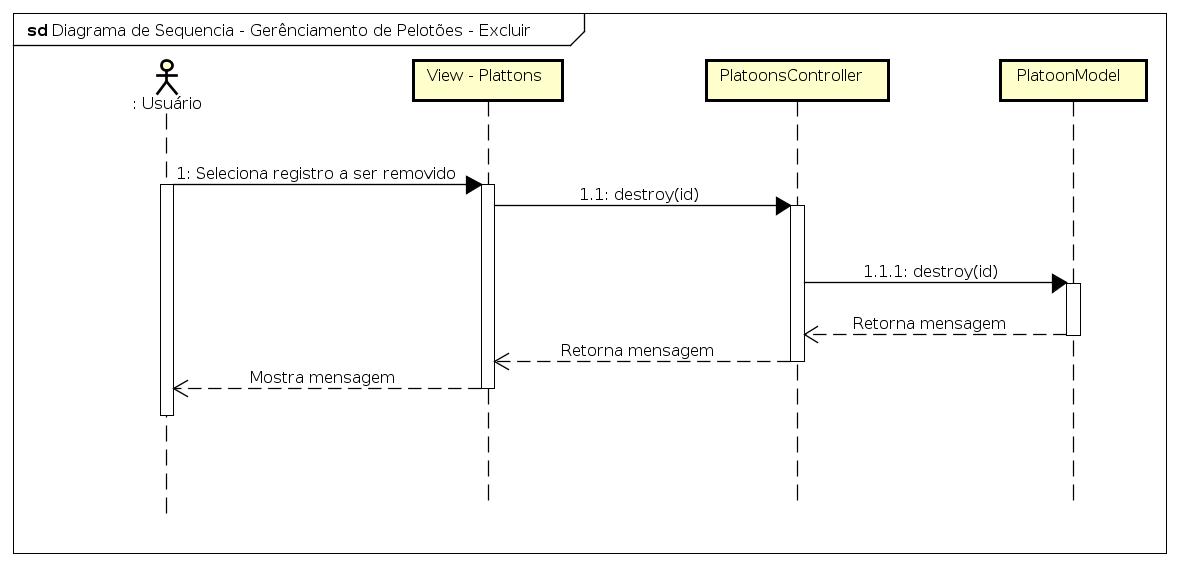 sd Diagrama de Sequencia - Gerênciamento de Pelotões - Excluir
: Usuário
View - Plattons
PlatoonsController
PlatoonModel
1: Seleciona registro a ser removido
1.1: destroy(id)
1.1.1: destroy(id)
Retorna mensagem
Retorna mensagem
Mostra mensagem